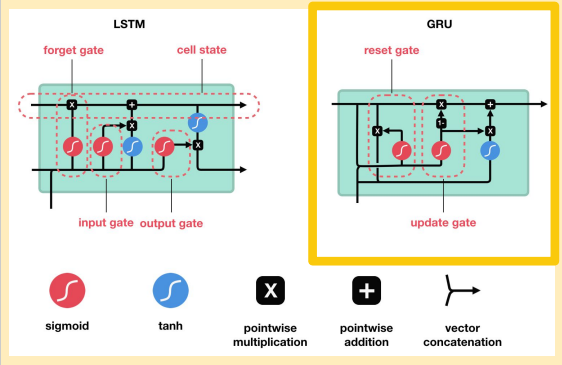 LSTM
GRU
forget gate
cell state
reset gate
x
+
x
x
x
x
+
x
x
input gate
output gate
update gate
x
+
sigmoid
tanh
pointwise
multiplication
pointwise
addition
vector
concatenation